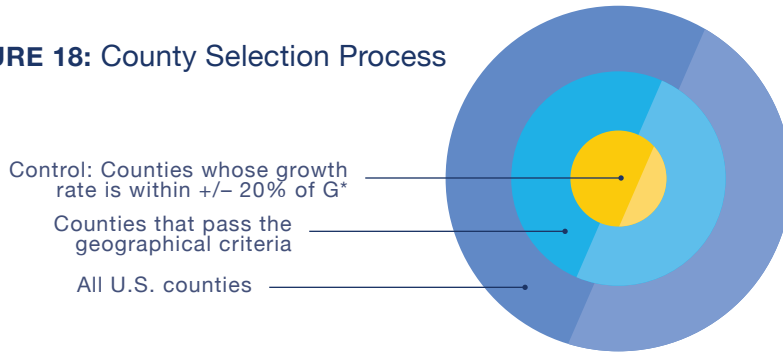 URE 18: County Selection Process
Control: Counties whose growth
rate is within +/– 20% of G*
Counties that pass the
geographical criteria
All U.S. counties